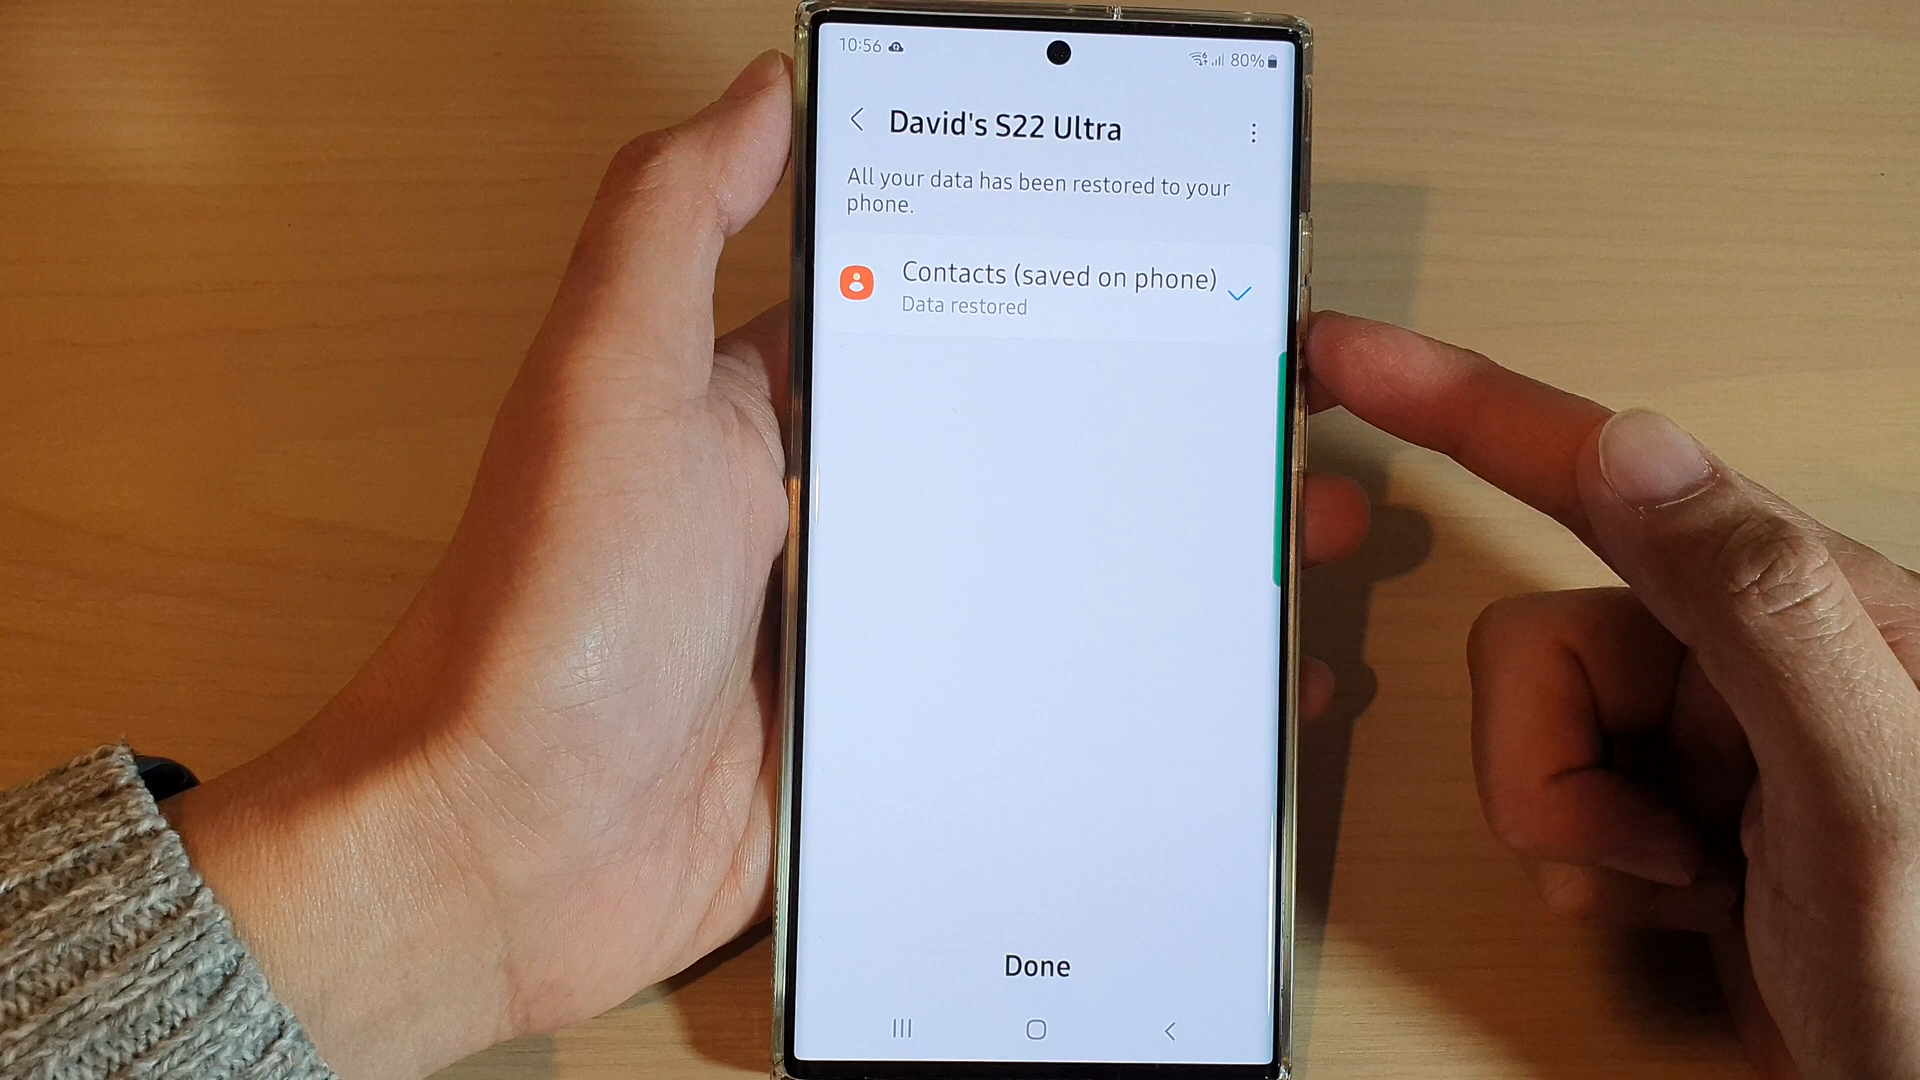 10:56
80%
David's S22 Ultra
All your data has been restored to your
phone.
Contacts (saved on phone)
Data restored
Done